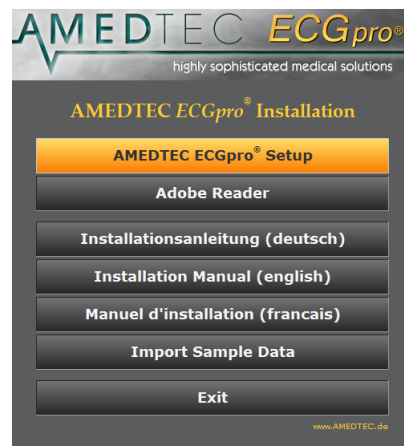 AMEDTEC ECGpro®
highly sophisticated medical solutions
AMEDTEC ECGpro® Installation
AMEDTEC ECGpro® Setup
Adobe Reader
Installationsanleitung (deutsch)
Installation Manual (english)
Manuel d'installation (francais)
Import Sample Data
Exit
www.AMEDTEC.de